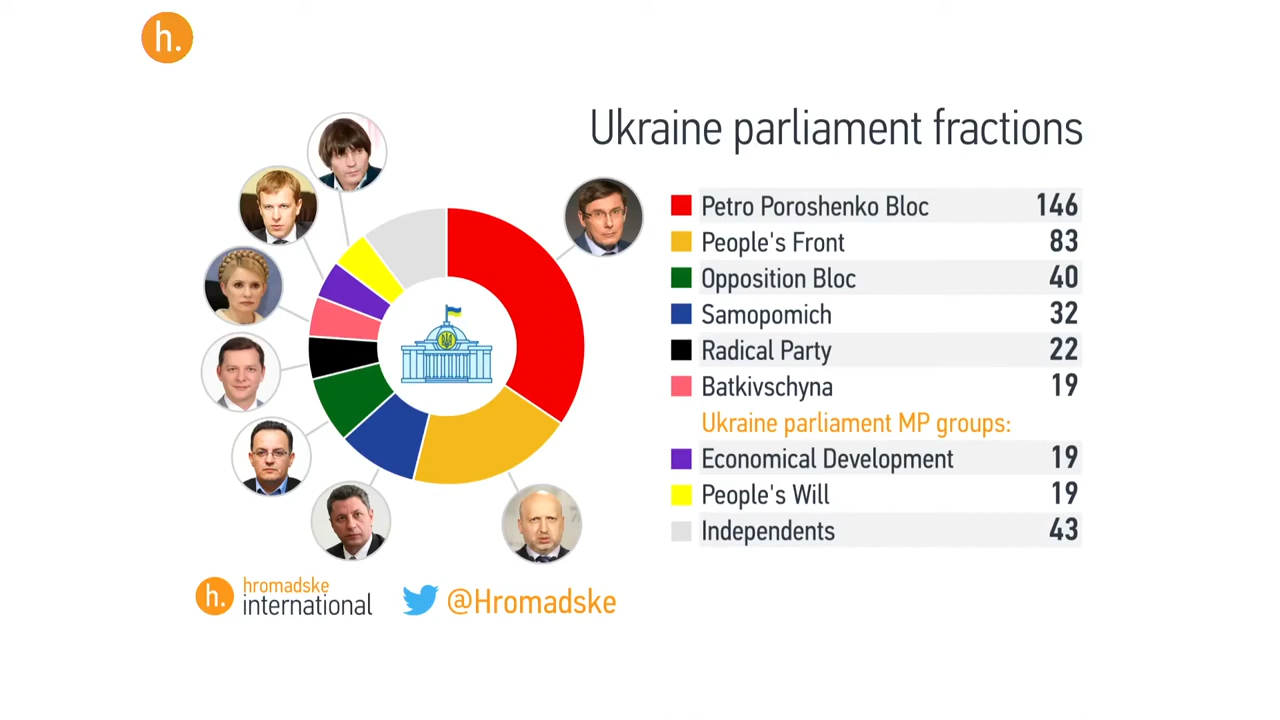 h.
Ukraine parliament fractions
Petro Poroshenko Bloc 146
People's Front 83
Opposition Bloc 40
Samopomich 32
Radical Party 22
Batkivschyna 19
Ukraine parliament MP groups:
Economical Development 19
People's Will 19
Independents 43
h. hromadske
international
@Hromadske